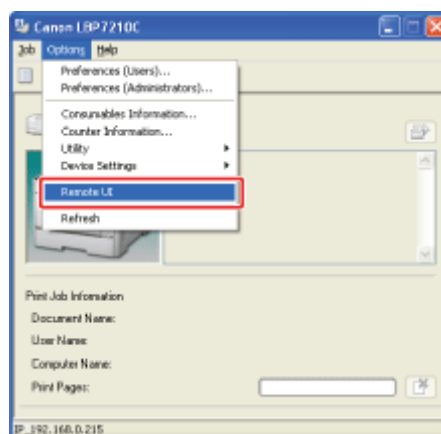 Canon LBP7210C
Job Options Help
Preferences (Users)...
Preferences (Administrators)...
Consumables Information...
Counter Information...
Utility
Device Settings
Remote UI
Refresh
Print Job Information
Document Name:
User Name:
Computer Name:
Print Pages:
IP_192.168.0.215